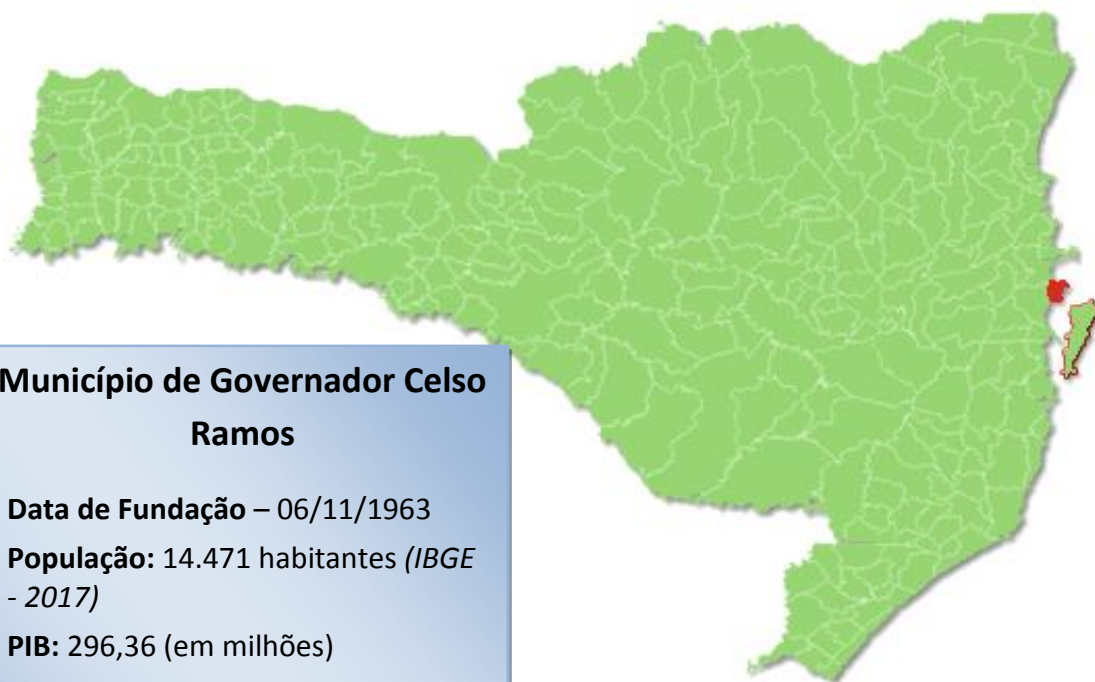 Município de Governador Celso
Ramos
Data de Fundação – 06/11/1963
População: 14.471 habitantes (IBGE
- 2017)
PIB: 296,36 (em milhões)